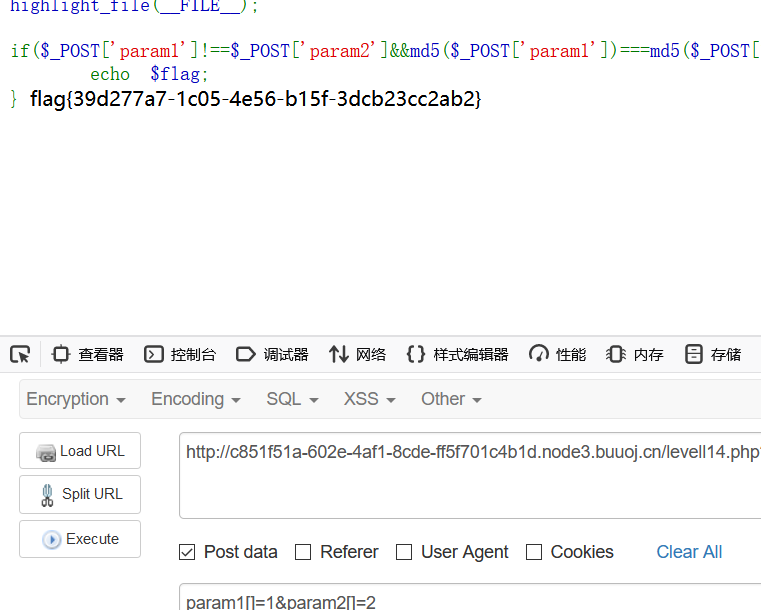 highlight_file(__FILE__);
if($_POST['param1']!==$_POST['param2']&&md5($_POST['param1'])===md5($_POST[
echo $flag;
} flag{39d277a7-1c05-4e56-b15f-3dcb23cc2ab2}
查看器 控制台 调试器 网络 样式编辑器 性能 内存 存储
Encryption Encoding SQL XSS Other
Load URL
http://c851f51a-602e-4af1-8cde-ff5f701c4b1d.node3.buuoj.cn/levell14.php
Split URL
Execute
Post data Referer User Agent Cookies Clear All
param1[]=1&param2[]=2